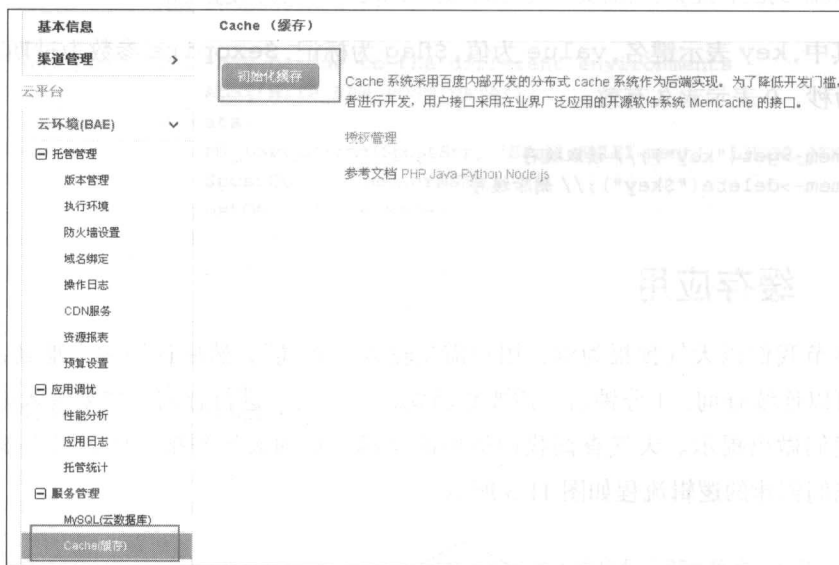 基本信息
渠道管理 >
云平台
云环境(BAE)
托管管理
版本管理
执行环境
防火墙设置
域名绑定
操作日志
CDN服务
资源报表
预算设置
应用调忧
性能分析
应用日志
托管统计
服务管理
MySQL(云数据库)
Cache(缓存)
Cache （缓存）
初始化缓存
Cache 系统采用百度内部开发的分布式 cache 系统作为后端实现。为了降低开发门槛，
者进行开发，用户接口采用在业界广泛应用的开源软件系统 Memcache 的接口。
授权管理
参考文档 PHP Java Python Node.js